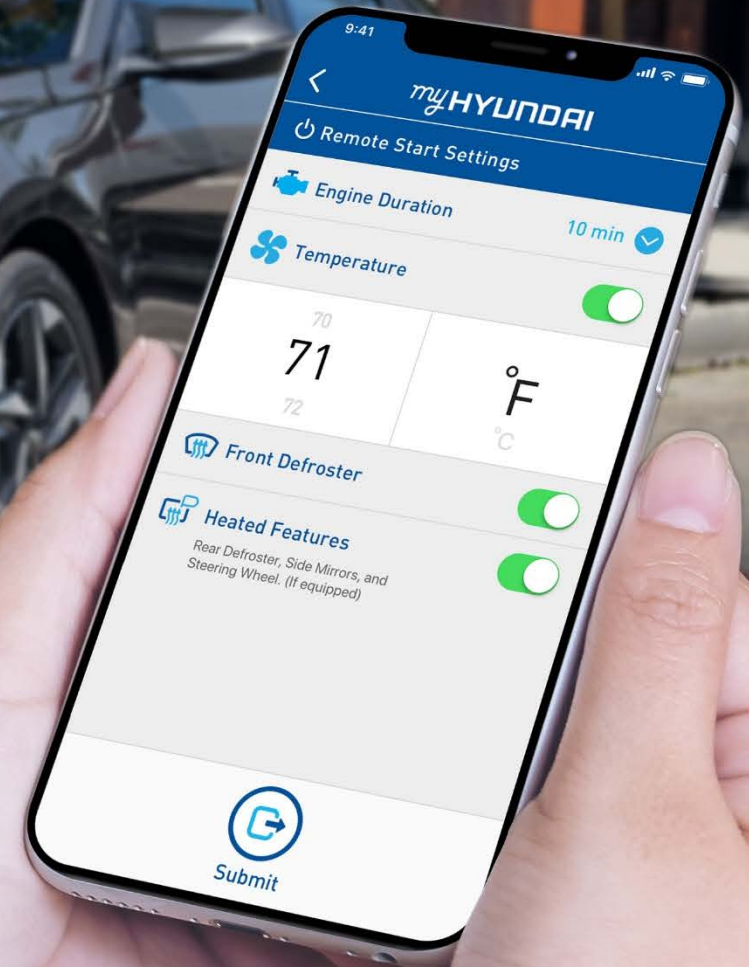 9:41
myHYUNDAI
Remote Start Settings
Engine Duration
10 min
Temperature
70
71
72
°F
°C
Front Defroster
Heated Features
Rear Defroster, Side Mirrors, and
Steering Wheel. (If equipped)
Submit